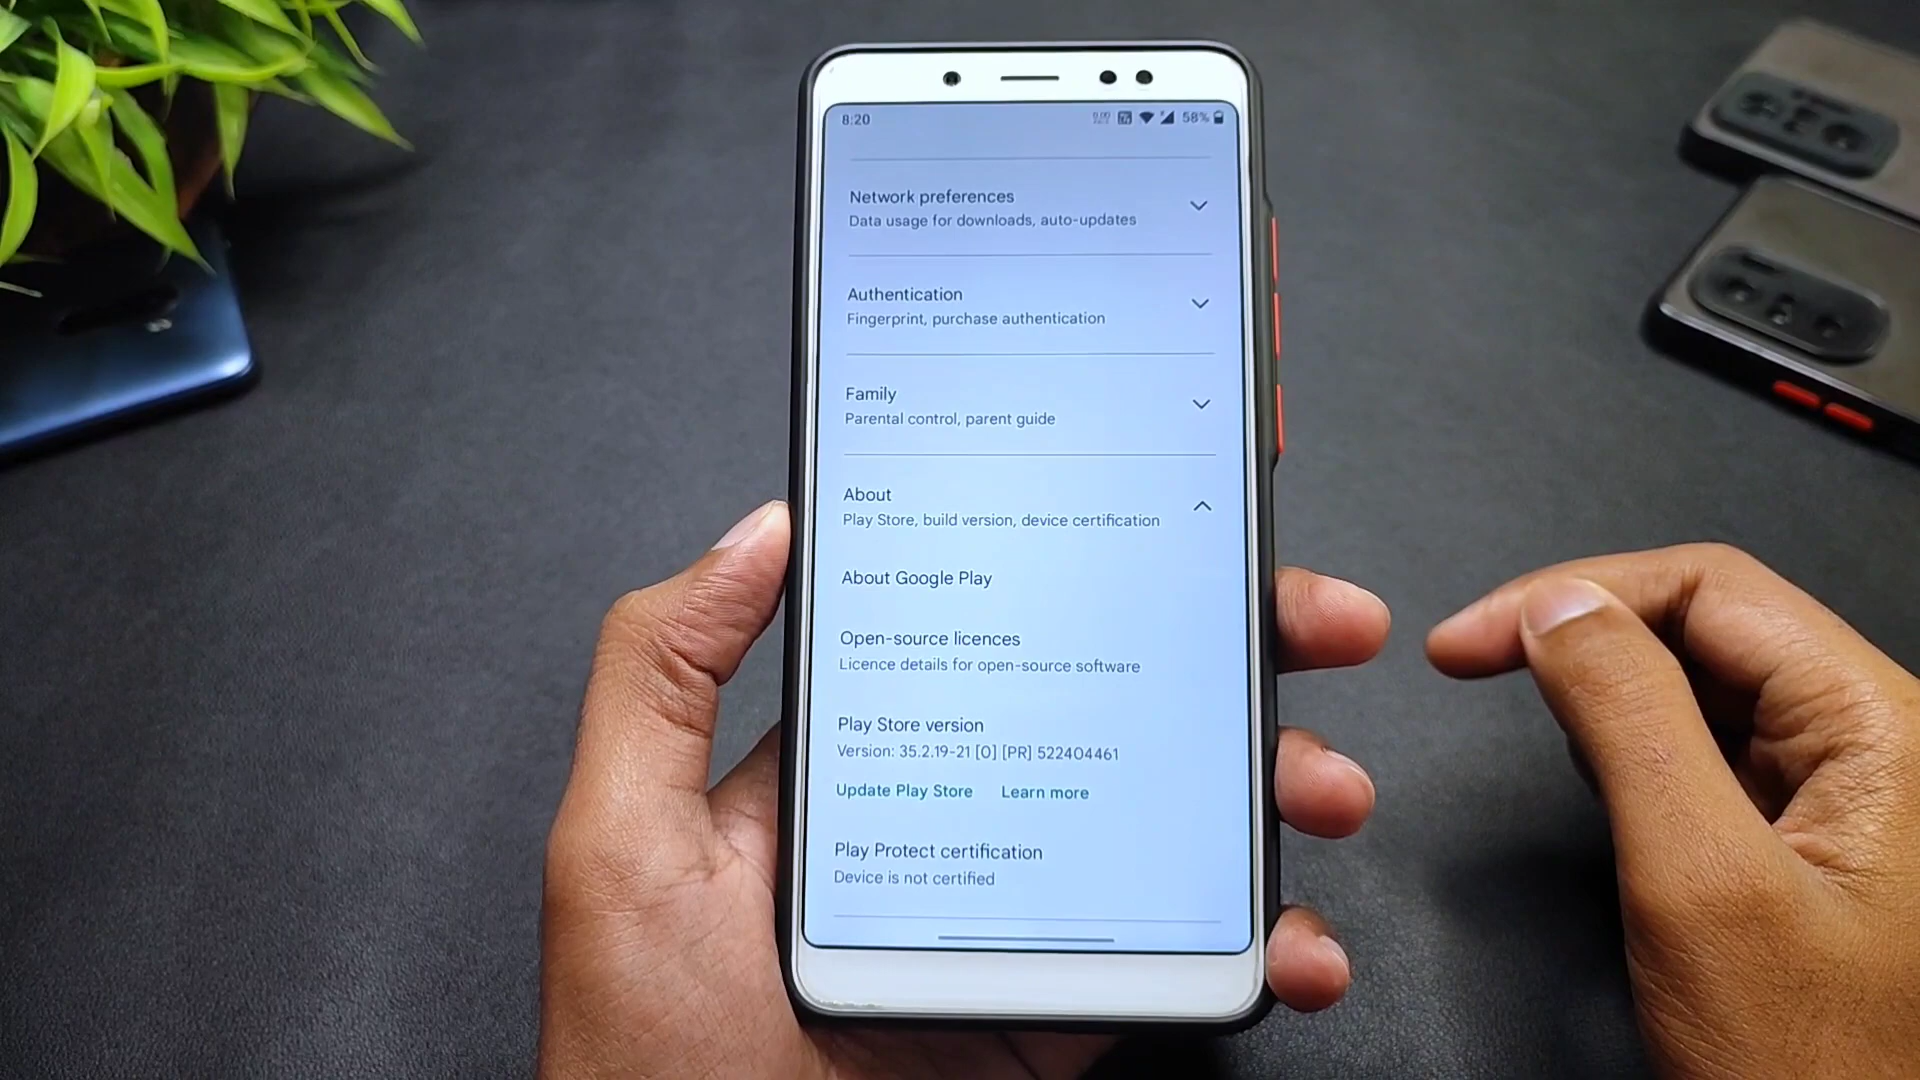 8:20
58%
Network preferences
Data usage for downloads, auto-updates
Authentication
Fingerprint, purchase authentication
Family
Parental control, parent guide
About
Play Store, build version, device certification
About Google Play
Open-source licences
Licence details for open-source software
Play Store version
Version: 35.2.19-21 [0] [PR] 522404461
Update Play Store Learn more
Play Protect certification
Device is not certified